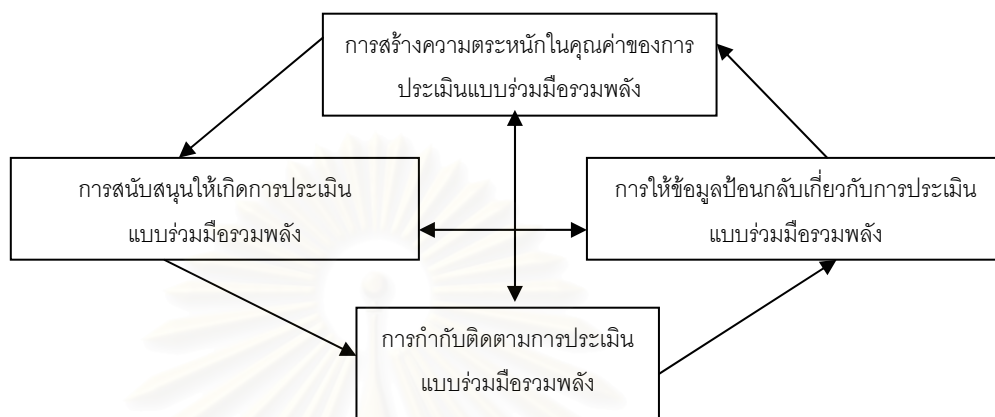 การสร้างความตระหนักในคุณค่าของการ
ประเมินแบบร่วมมือรวมพลัง
การสนับสนุนให้เกิดการประเมิน
แบบร่วมมือรวมพลัง
การให้ข้อมูลป้อนกลับเกี่ยวกับการประเมิน
แบบร่วมมือรวมพลัง
การกำกับติดตามการประเมิน
แบบร่วมมือรวมพลัง